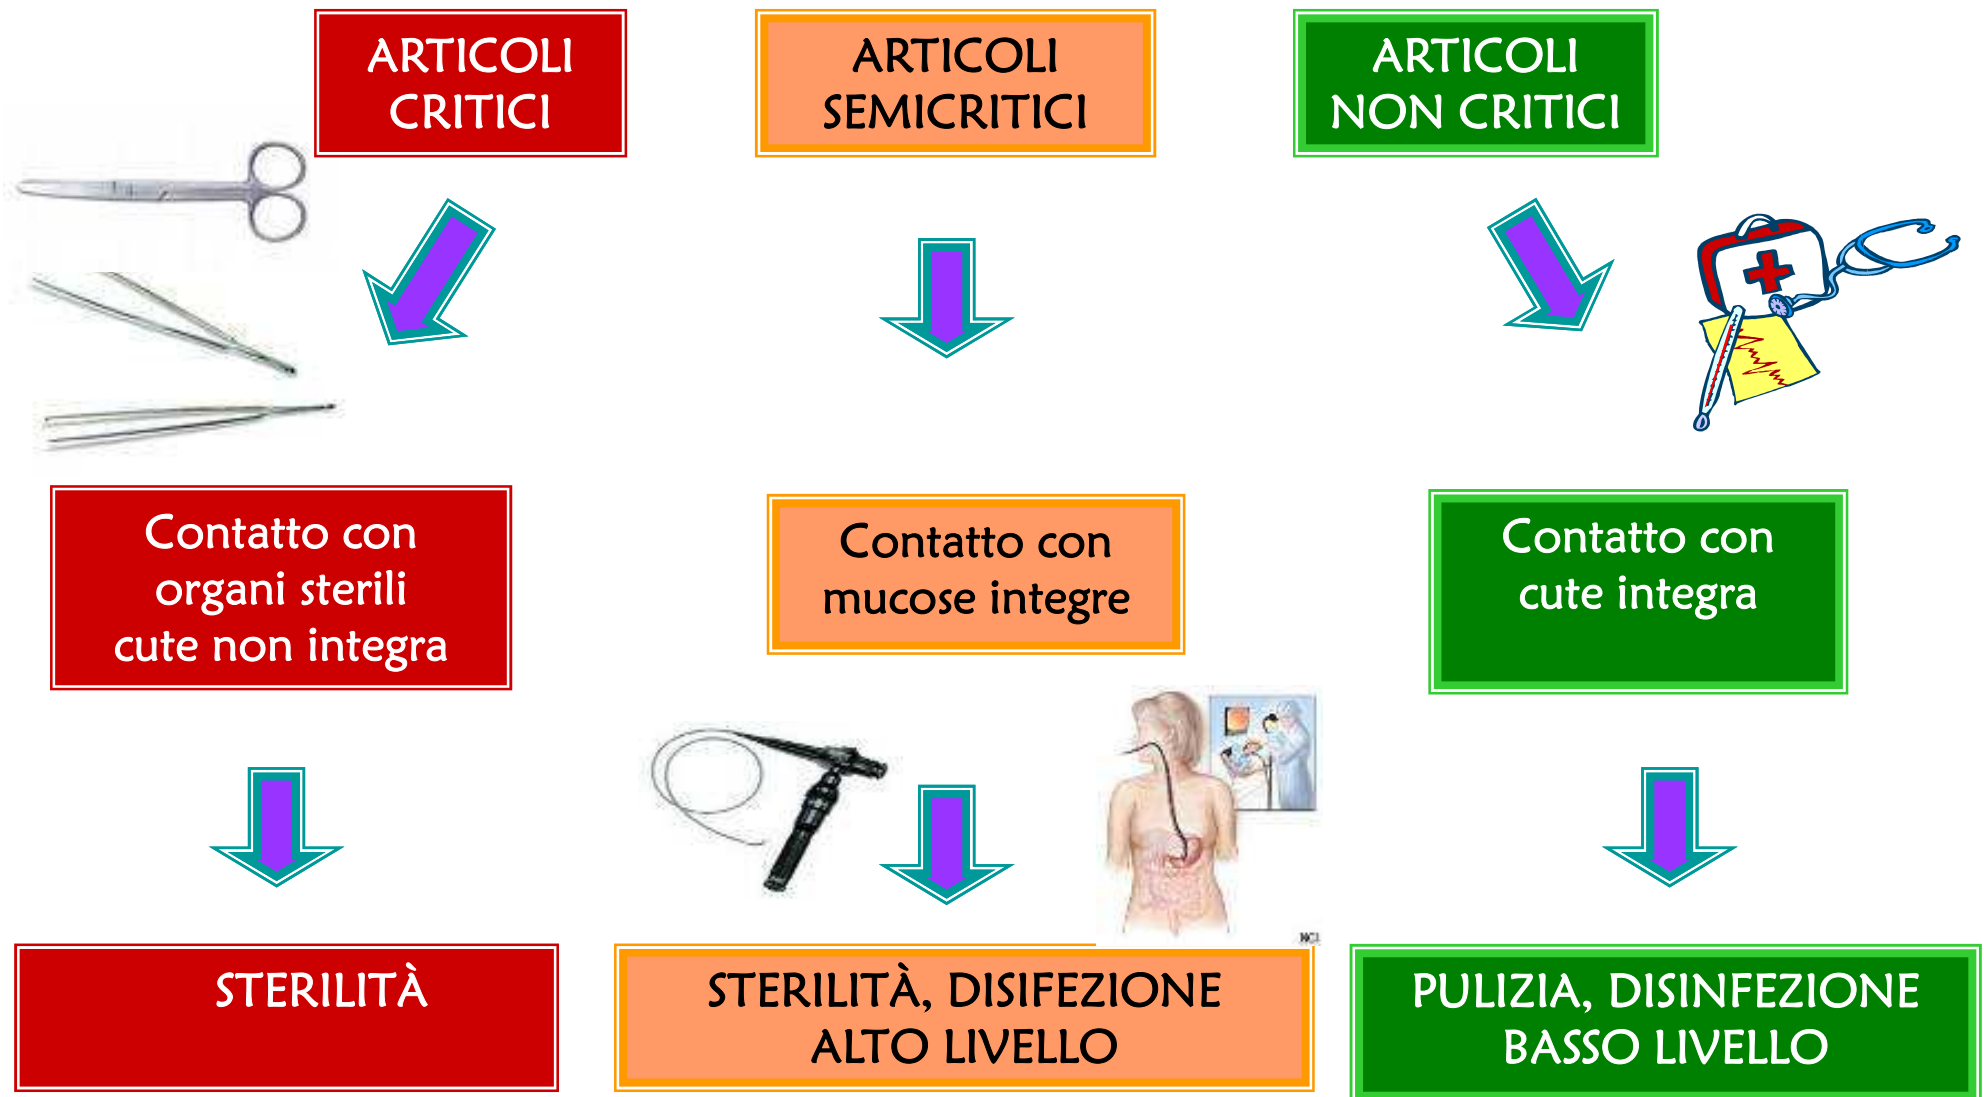 ARTICOLI
CRITICI
ARTICOLI
SEMICRITICI
ARTICOLI
NON CRITICI
Contatto con
organi sterili
cute non integra
Contatto con
mucose integre
Contatto con
cute integra
STERILITÀ
STERILITÀ, DISIFEZIONE
ALTO LIVELLO
PULIZIA, DISINFEZIONE
BASSO LIVELLO